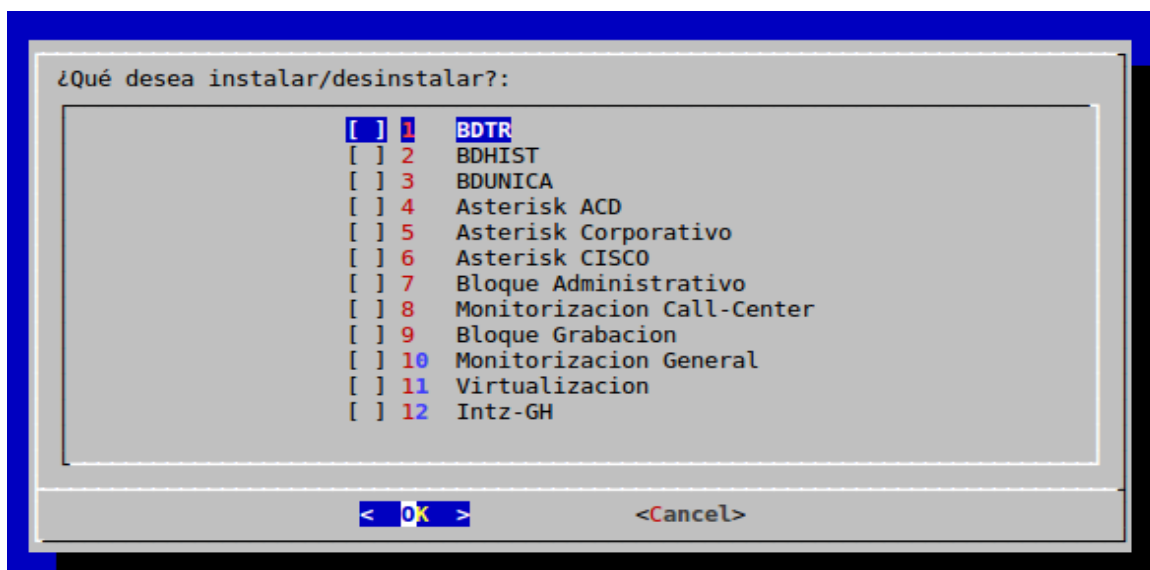 ¿Qué desea instalar/desinstalar?:
[ ] 1 BDTR
[ ] 2 BDHIST
[ ] 3 BDUNICA
[ ] 4 Asterisk ACD
[ ] 5 Asterisk Corporativo
[ ] 6 Asterisk CISCO
[ ] 7 Bloque Administrativo
[ ] 8 Monitorizacion Call-Center
[ ] 9 Bloque Grabacion
[ ] 10 Monitorizacion General
[ ] 11 Virtualizacion
[ ] 12 Intz-GH
< OK > <Cancel>